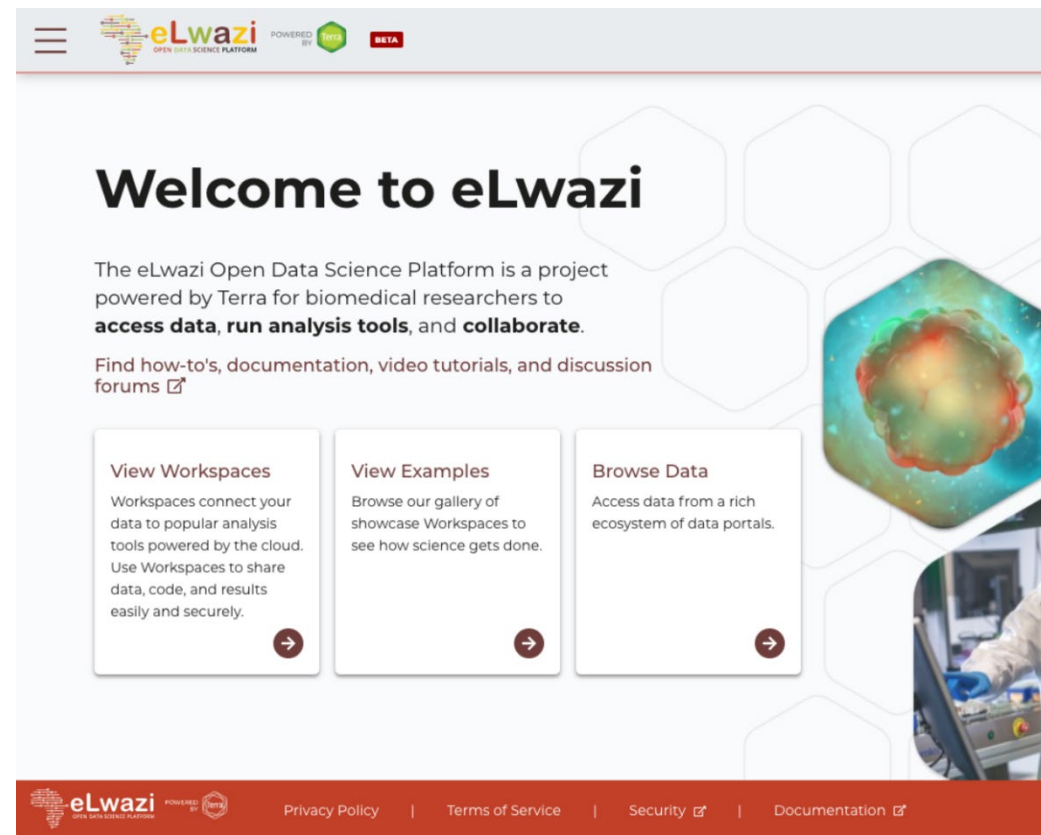 eLwazi
OPEN DATA SCIENCE PLATFORM
POWERED
BY
Terra
BETA
Welcome to eLwazi
The eLwazi Open Data Science Platform is a project
powered by Terra for biomedical researchers to
access data, run analysis tools, and collaborate.
Find how-to's, documentation, video tutorials, and discussion
forums
View Workspaces
Workspaces connect your
data to popular analysis
tools powered by the cloud.
Use Workspaces to share
data, code, and results
easily and securely.
View Examples
Browse our gallery of
showcase Workspaces to
see how science gets done.
Browse Data
Access data from a rich
ecosystem of data portals.
eLwazi
OPEN DATA SCIENCE PLATFORM
POWERED
BY
Terra
Privacy Policy | Terms of Service | Security | Documentation